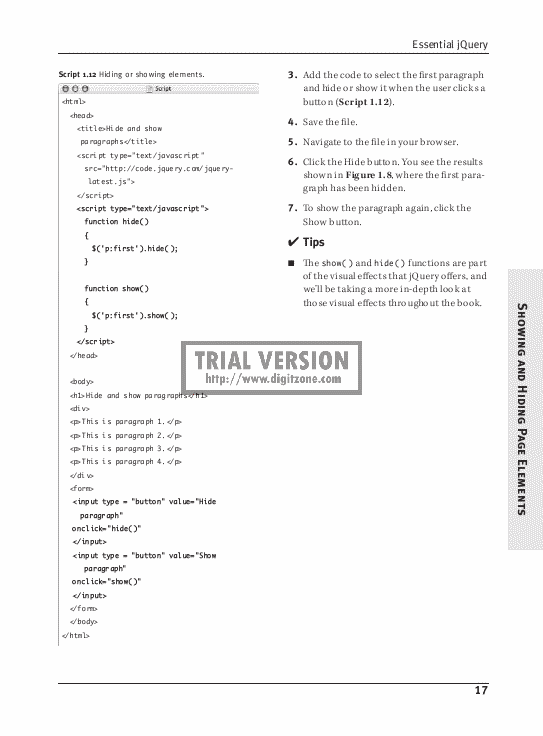 Essential jQuery
Script 1.12 Hiding or showing elements.
Script
<html>
<head>
<title>Hide and show
paragraphs</title>
<script type="text/javascript"
src="http://code.jquery.com/jquery-
latest.js">
</script>
<script type="text/javascript">
function hide()
{
$('p:first').hide();
}
function show()
{
$('p:first').show();
}
</script>
</head>
<body>
<h1>Hide and show paragraphs</h1>
<div>
<p>This is paragraph 1.</p>
<p>This is paragraph 2.</p>
<p>This is paragraph 3.</p>
<p>This is paragraph 4.</p>
</div>
<form>
<input type = "button" value="Hide
paragraph"
onclick="hide()"
</input>
<input type = "button" value="Show
paragraph"
onclick="show()"
</input>
</form>
</body>
</html>
3. Add the code to select the first paragraph
and hide or show it when the user clicks a
button (Script 1.12).
4. Save the file.
5. Navigate to the file in your browser.
6. Click the Hide button. You see the results
shown in Figure 1.8, where the first para-
graph has been hidden.
7. To show the paragraph again, click the
Show button.
✔ Tips
■ The show() and hide() functions are part
of the visual effects that jQuery offers, and
we'll be taking a more in-depth look at
those visual effects throughout the book.
TRIAL VERSION
http://www.digitzone.com
Showing and Hiding Page Elements
17